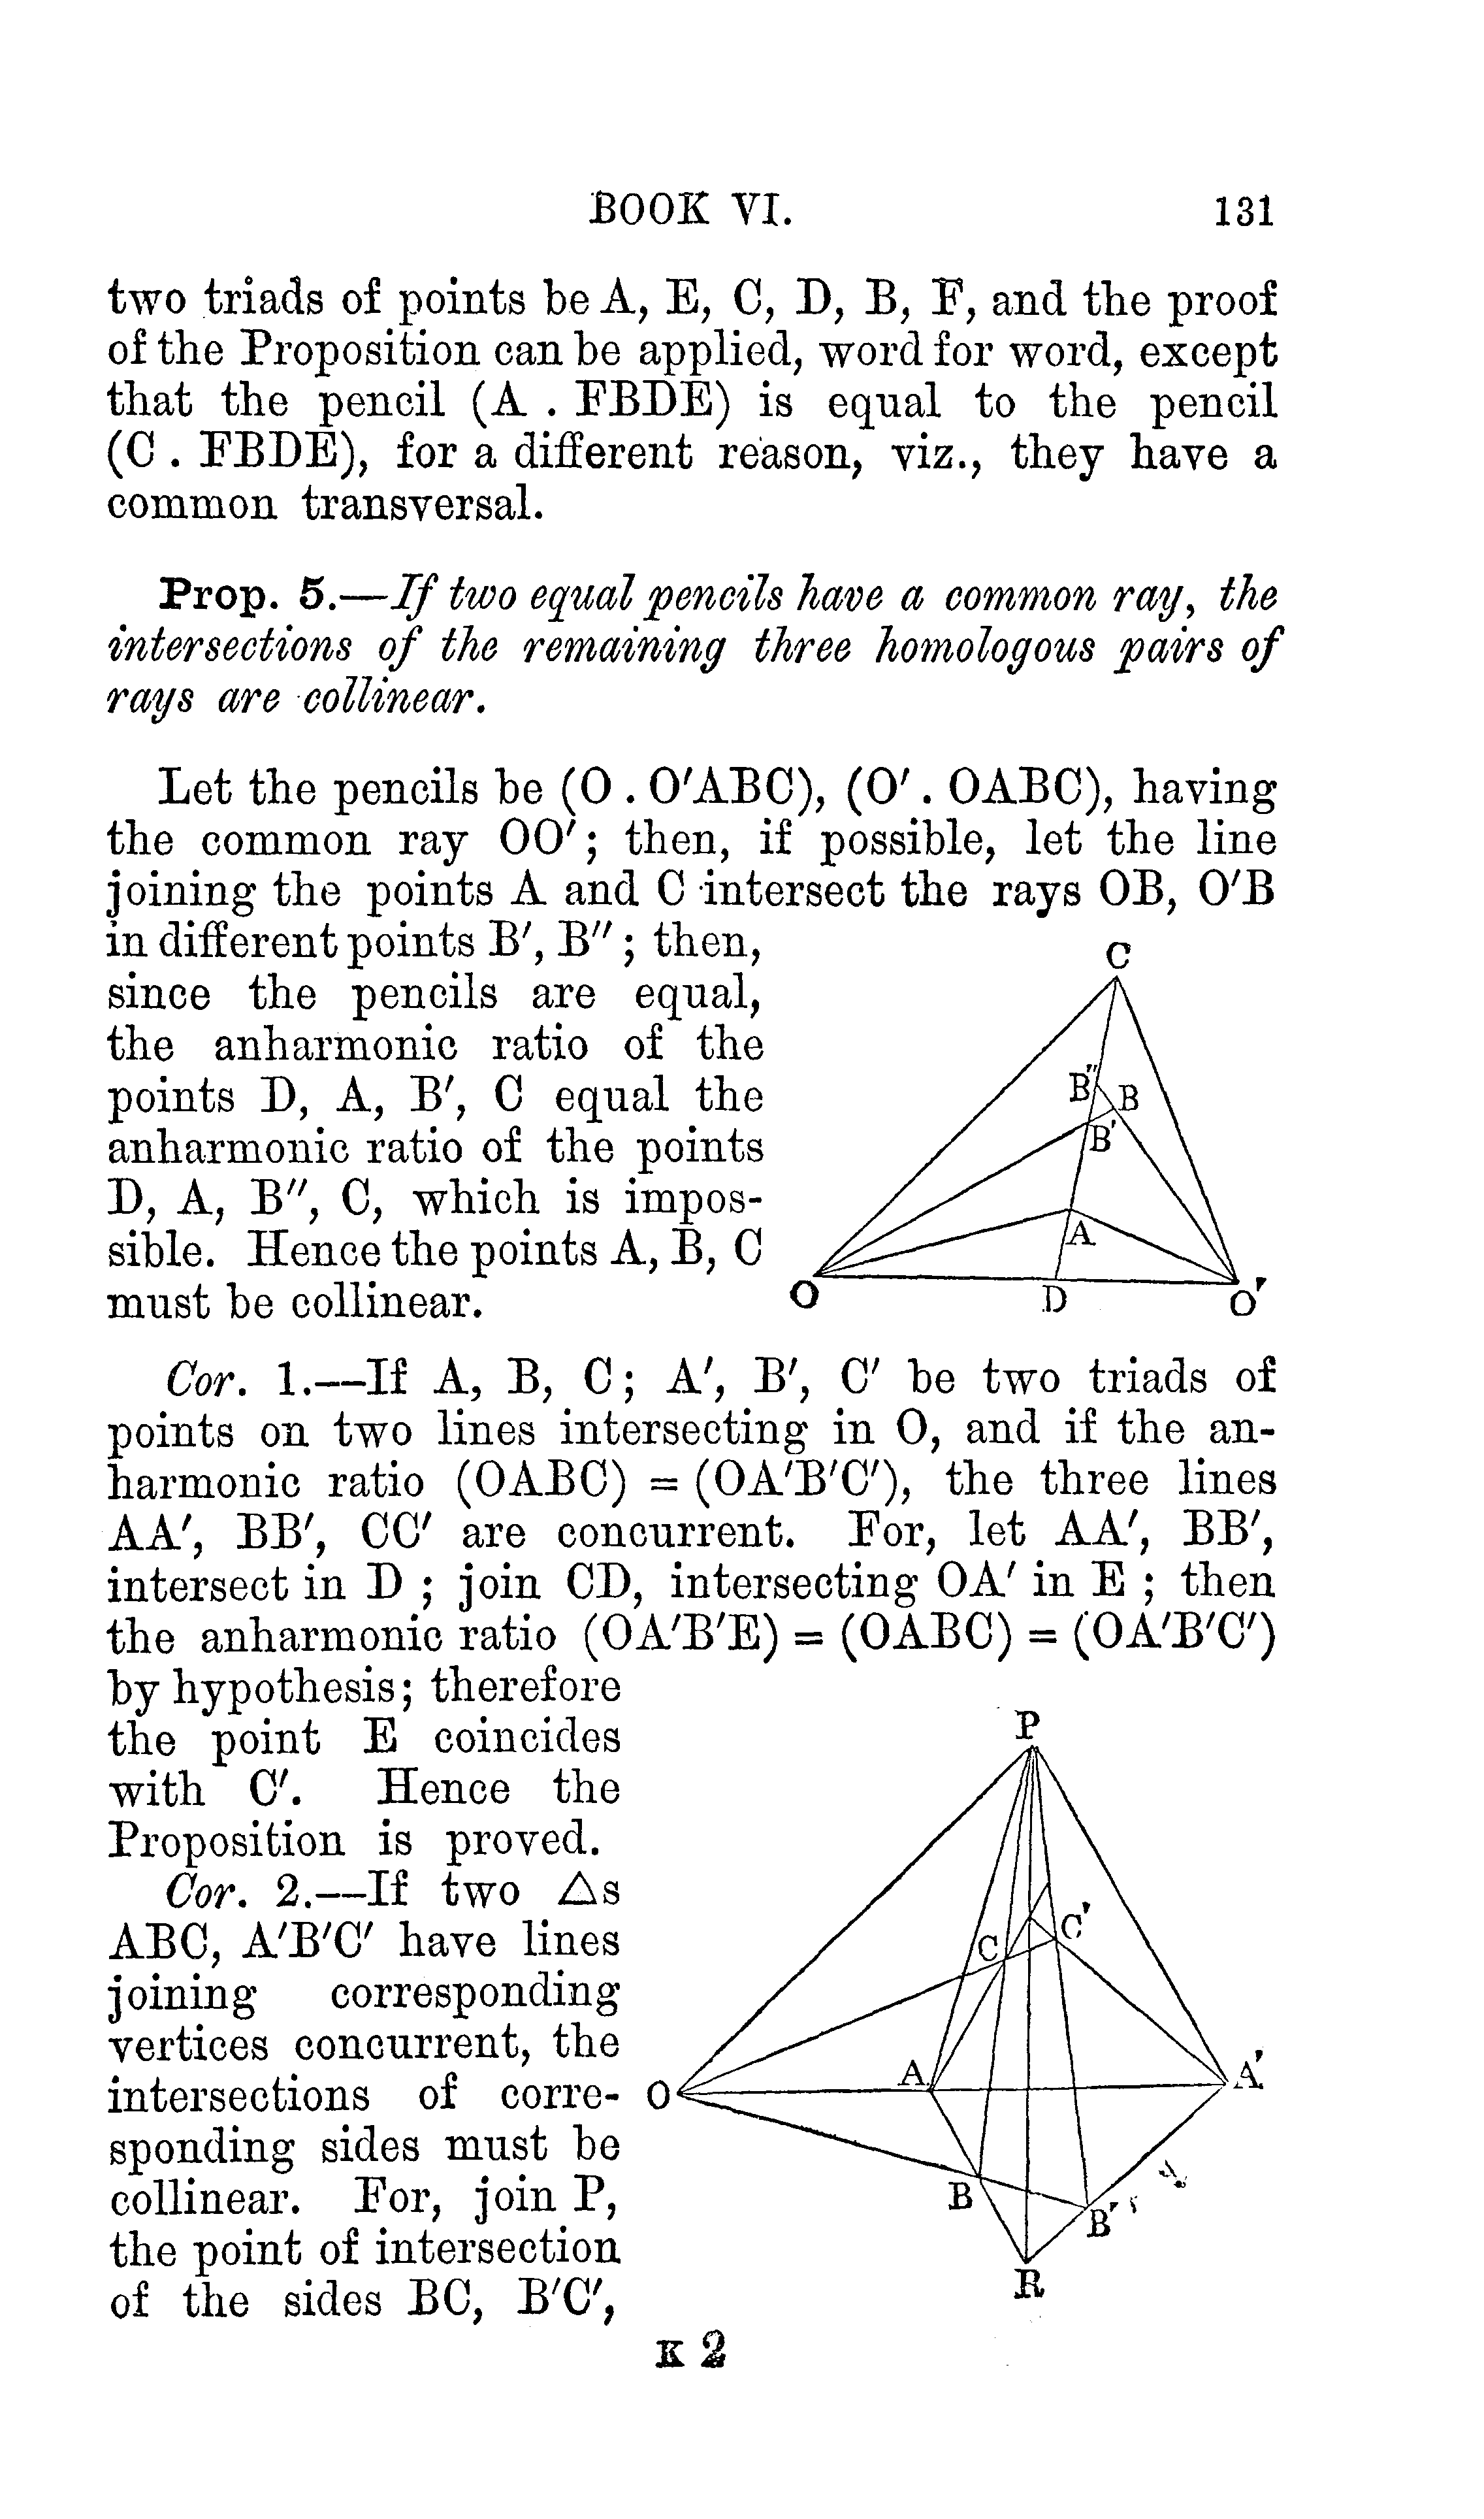 BOOK VI. 131
two triads of points be A, E, C, D, B, F, and the proof
of the Proposition can be applied, word for word, except
that the pencil (A . FBDE) is equal to the pencil
(C . FBDE), for a different reason, viz., they have a
common transversal.
Prop. 5.—If two equal pencils have a common ray, the
intersections of the remaining three homologous pairs of
rays are collinear.
Let the pencils be (O . O′ABC), (O′ . OABC), having
the common ray OO′; then, if possible, let the line
joining the points A and C intersect the rays OB, O′B
in different points B′, B″; then,
since the pencils are equal,
the anharmonic ratio of the
points D, A, B′, C equal the
anharmonic ratio of the points
D, A, B″, C, which is impos-
sible. Hence the points A, B, C
must be collinear.
C
B″
B
B′
A
O
D
O′
Cor. 1.—If A, B, C; A′, B′, C′ be two triads of
points on two lines intersecting in O, and if the an-
harmonic ratio (OABC) = (OA′B′C′), the three lines
AA′, BB′, CC′ are concurrent. For, let AA′, BB′,
intersect in D ; join CD, intersecting OA′ in E ; then
the anharmonic ratio (OA′B′E) = (OABC) = (OA′B′C′)
by hypothesis; therefore
the point E coincides
with C′. Hence the
Proposition is proved.
Cor. 2.—If two △s
ABC, A′B′C′ have lines
joining corresponding
vertices concurrent, the
intersections of corre-
sponding sides must be
collinear. For, join P,
the point of intersection
of the sides BC, B′C′,
P
C
C′
A
A′
O
B
B′
R
K 2